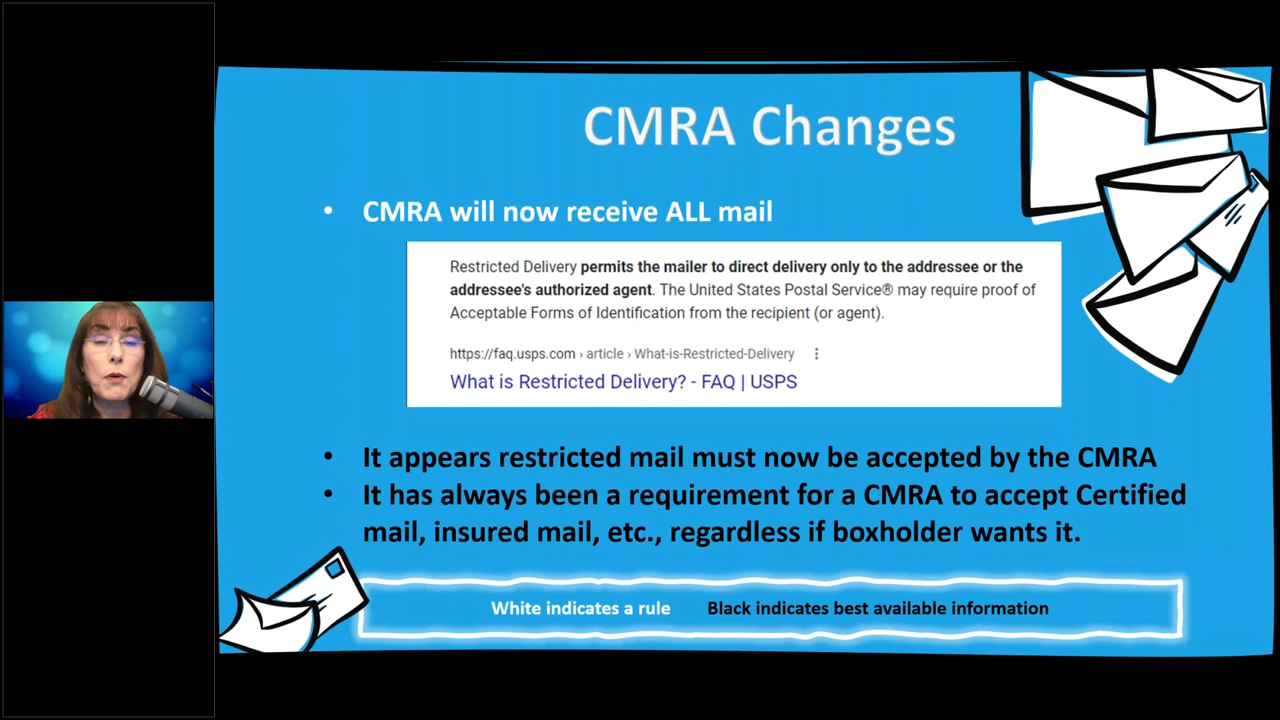 CMRA Changes
• CMRA will now receive ALL mail
Restricted Delivery permits the mailer to direct delivery only to the addressee or the
addressee's authorized agent. The United States Postal Service® may require proof of
Acceptable Forms of Identification from the recipient (or agent).
https://faq.usps.com › article › What-is-Restricted-Delivery
What is Restricted Delivery? - FAQ | USPS
• It appears restricted mail must now be accepted by the CMRA
• It has always been a requirement for a CMRA to accept Certified
mail, insured mail, etc., regardless if boxholder wants it.
White indicates a rule Black indicates best available information